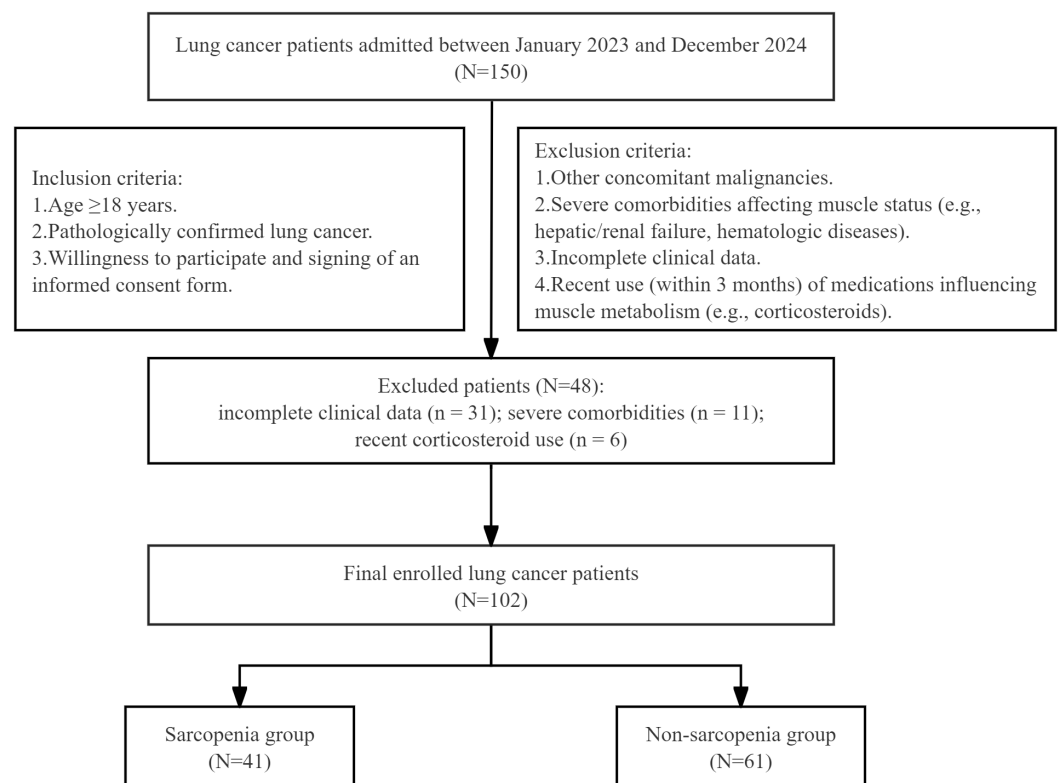 Lung cancer patients admitted between January 2023 and December 2024
(N=150)
Inclusion criteria:
1.Age ≥18 years.
2.Pathologically confirmed lung cancer.
3.Willingness to participate and signing of an
informed consent form.
Exclusion criteria:
1.Other concomitant malignancies.
2.Severe comorbidities affecting muscle status (e.g.,
hepatic/renal failure, hematologic diseases).
3.Incomplete clinical data.
4.Recent use (within 3 months) of medications influencing
muscle metabolism (e.g., corticosteroids).
Excluded patients (N=48):
incomplete clinical data (n = 31); severe comorbidities (n = 11);
recent corticosteroid use (n = 6)
Final enrolled lung cancer patients
(N=102)
Sarcopenia group
(N=41)
Non-sarcopenia group
(N=61)